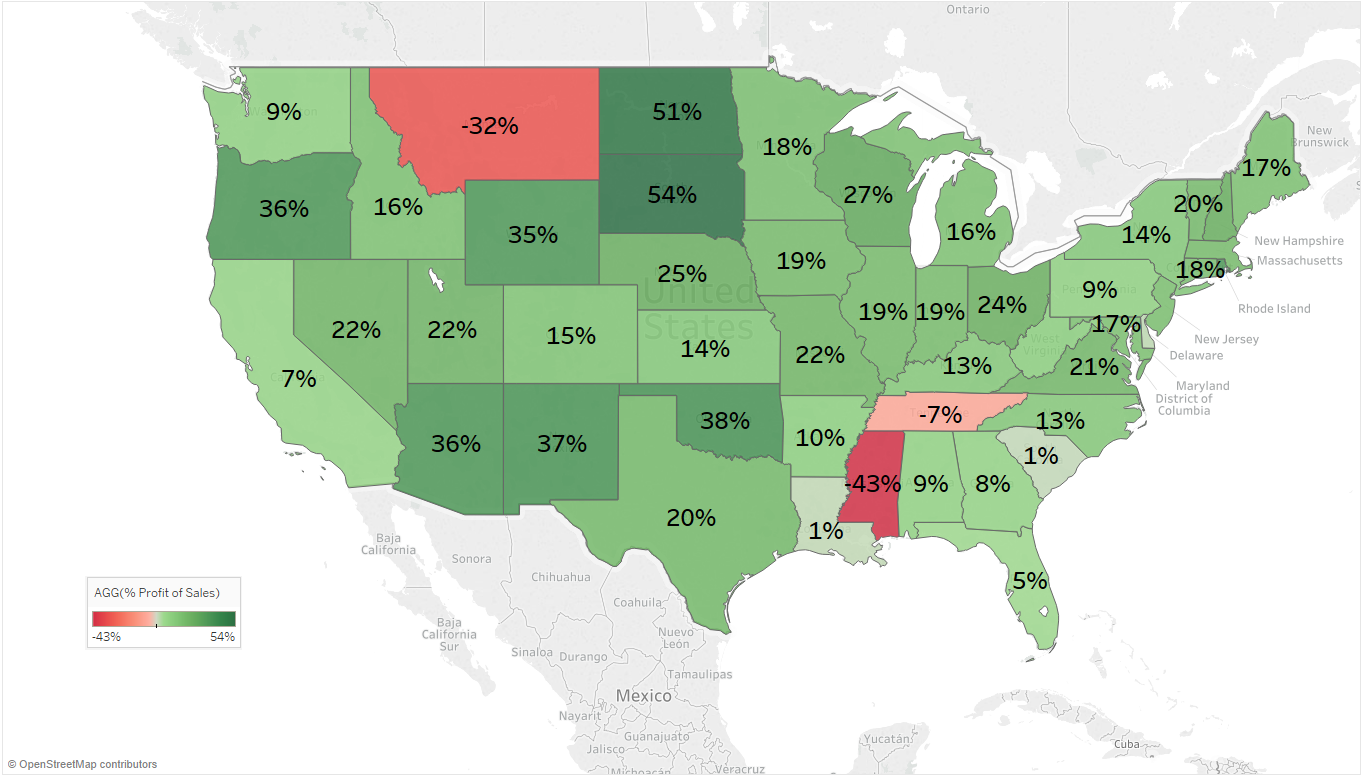 Ontario
New
Brunswick
9%
-32%
51%
18%
17%
36%
16%
35%
54%
27%
16%
20%
14%
New Hampshire
Massachusetts
25%
19%
18%
United
States
9%
Rhode Island
22%
22%
15%
14%
22%
19%
19%
24%
17%
West
Virginia
New Jersey
Delaware
7%
13%
21%
Maryland
District of
Columbia
36%
37%
38%
10%
-7%
13%
1%
-43%
9%
8%
20%
1%
5%
Baja
California
Sonora
Chihuahua
Coahuila
Baja
California
Sur
Nuevo
León
Sinaloa
Durango
Tamaulipas
Mexico
Nayarit
Guanajuato
Jalisco
Michoacán
Veracruz
Yucatán
Cuba
AGG(% Profit of Sales)
-43%
54%
© OpenStreetMap contributors